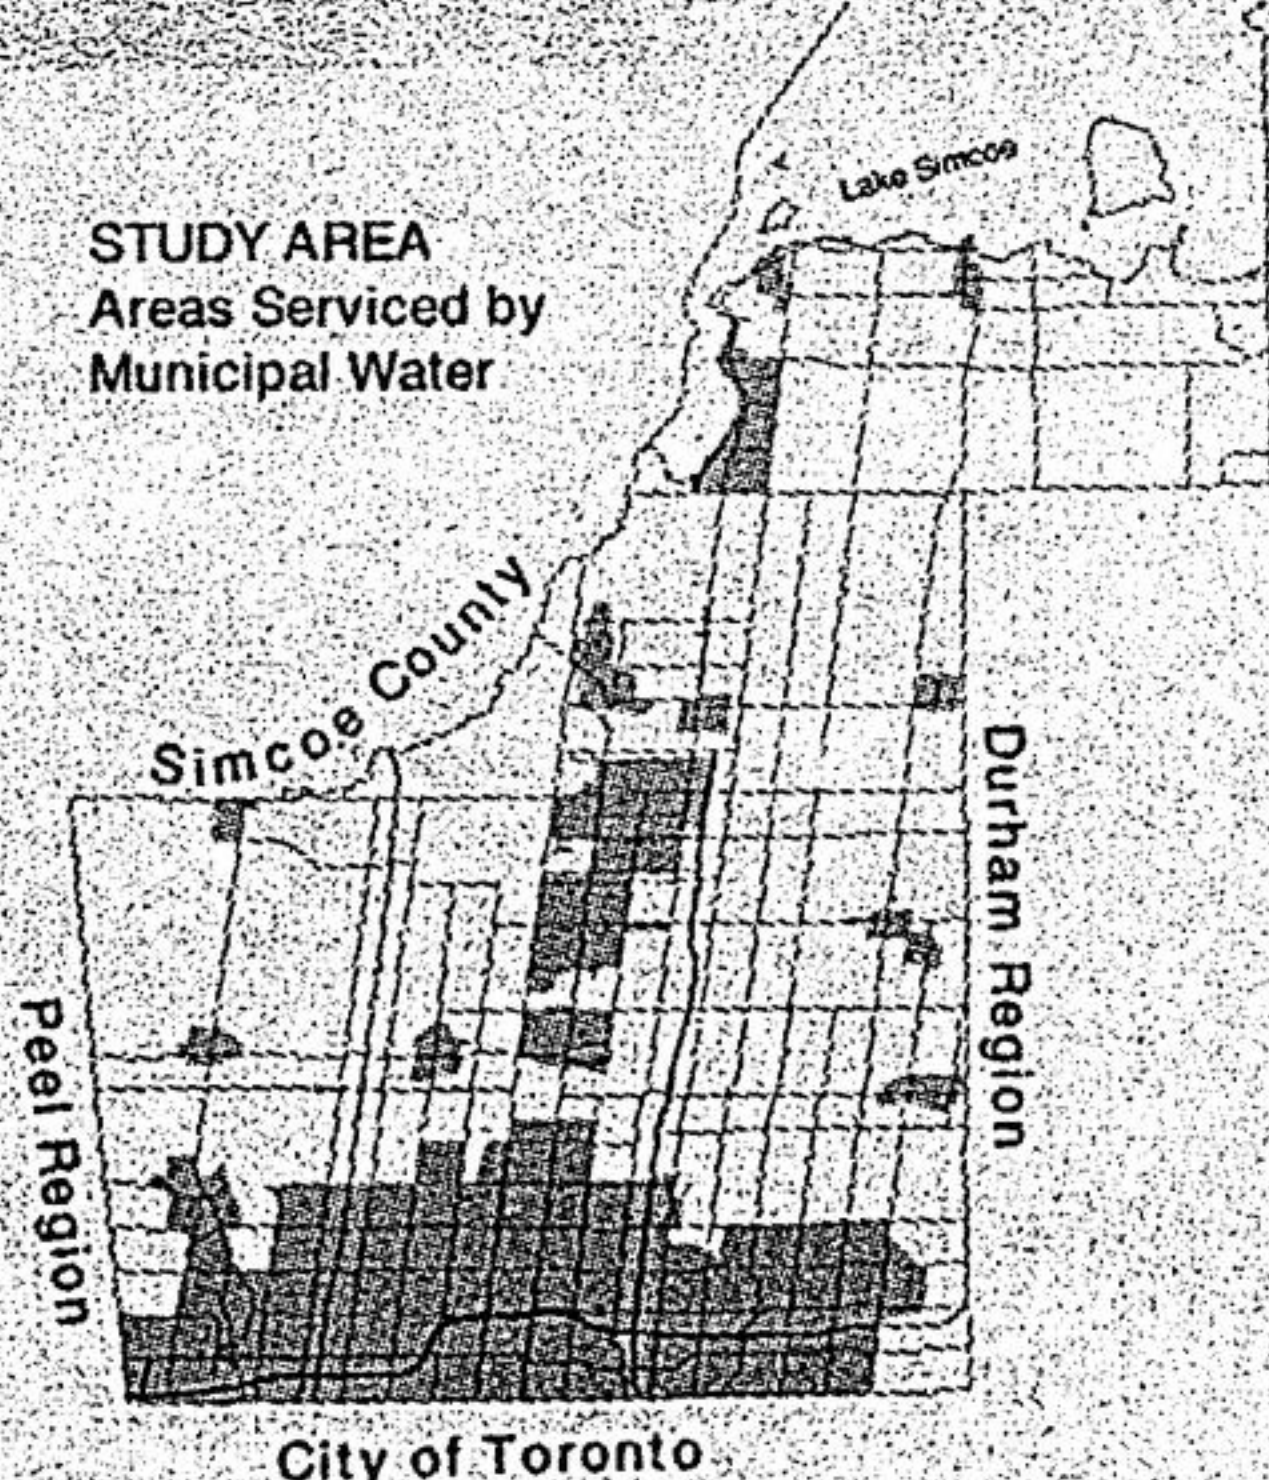 Lake Simcoe
STUDY AREA
Areas Serviced by
Municipal Water
Simcoe County
Durham Region
Peel Region
City of Toronto